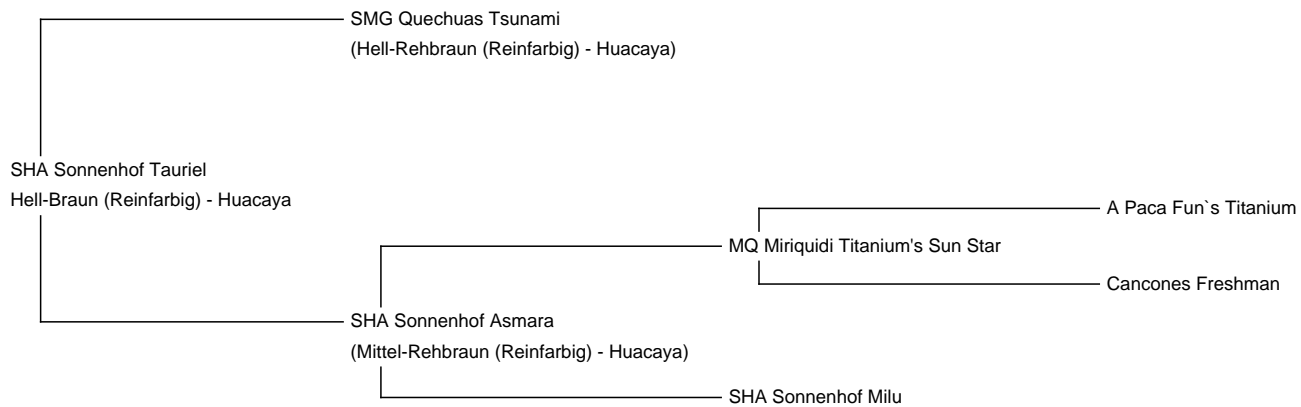 SMG Quechuas Tsunami
(Hell-Rehbraun (Reinfarbig) - Huacaya)
SHA Sonnenhof Tauriel
Hell-Braun (Reinfarbig) - Huacaya
A Paca Fun`s Titanium
MQ Miriquidi Titanium's Sun Star
Cancones Freshman
SHA Sonnenhof Asmara
(Mittel-Rehbraun (Reinfarbig) - Huacaya)
SHA Sonnenhof Milu